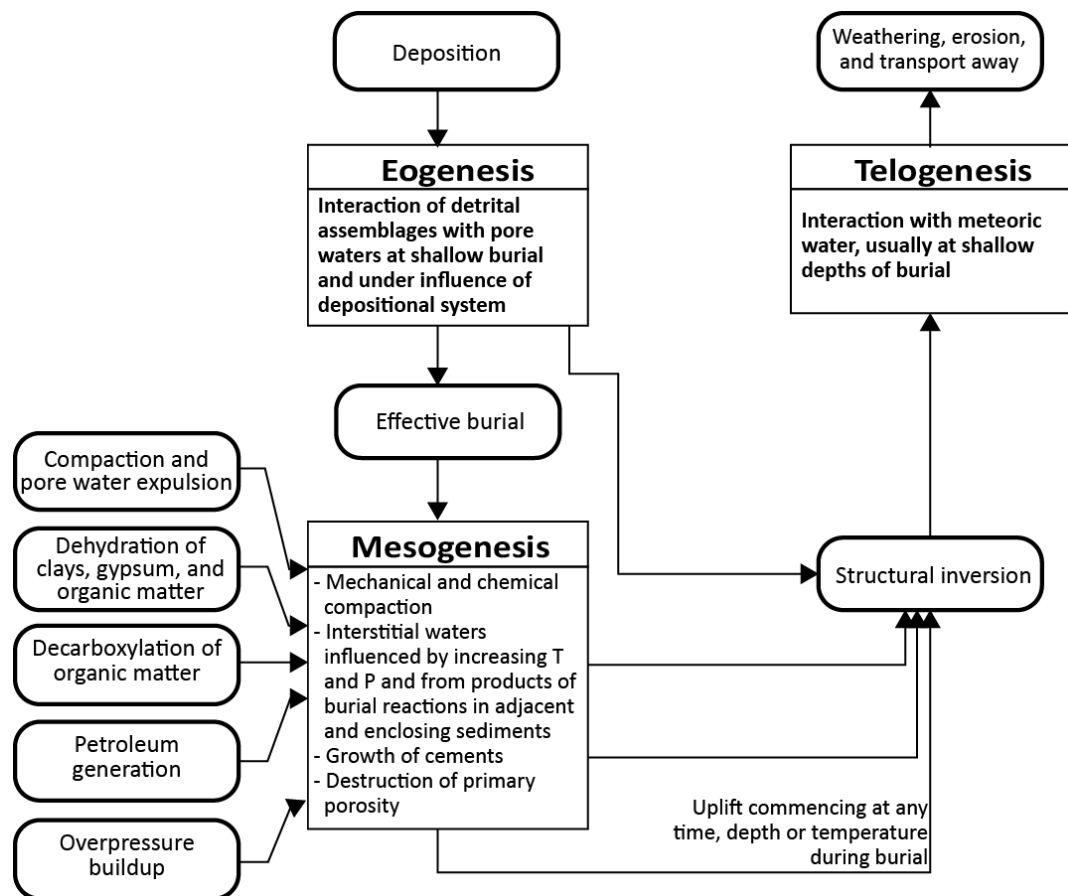 Deposition
Eogenesis
Interaction of detrital
assemblages with pore
waters at shallow burial
and under influence of
depositional system
Effective burial
Compaction and
pore water expulsion
Dehydration of
clays, gypsum, and
organic matter
Decarboxylation of
organic matter
Petroleum
generation
Overpressure
buildup
Mesogenesis
- Mechanical and chemical
compaction
- Interstitial waters
influenced by increasing T
and P and from products of
burial reactions in adjacent
and enclosing sediments
- Growth of cements
- Destruction of primary
porosity
Uplift commencing at any
time, depth or temperature
during burial
Structural inversion
Telogenesis
Interaction with meteoric
water, usually at shallow
depths of burial
Weathering, erosion,
and transport away